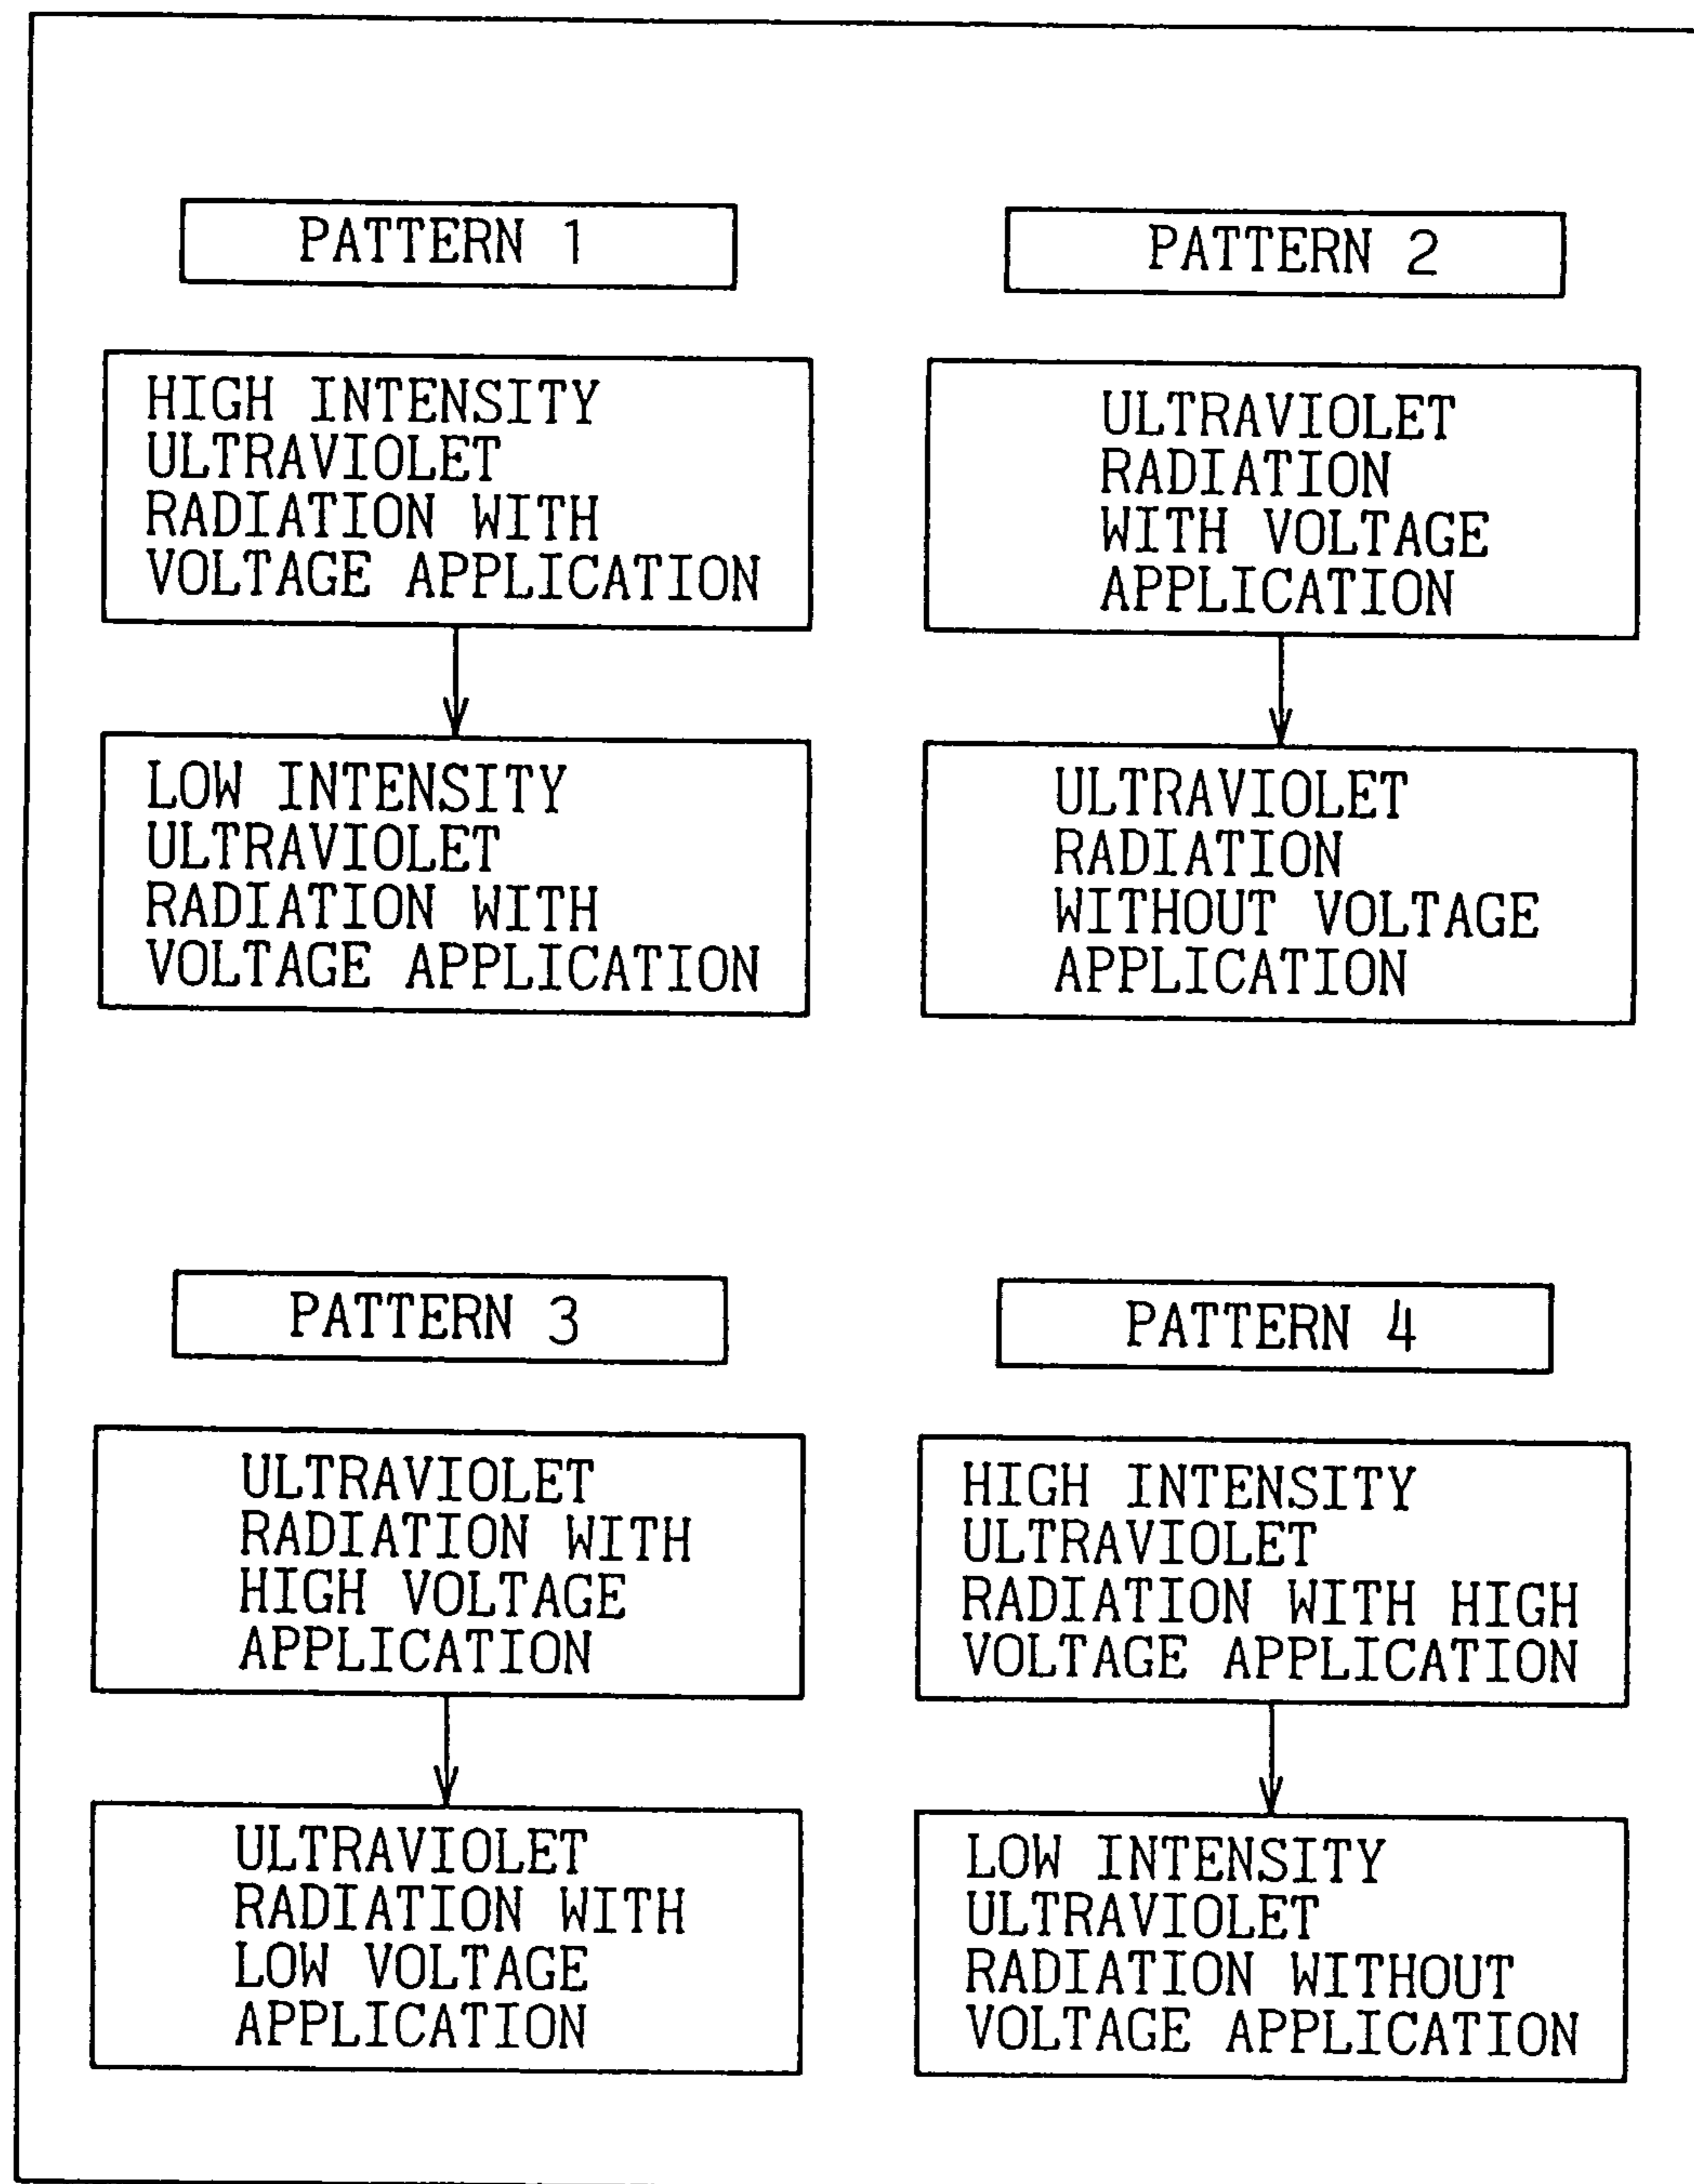 PATTERN 1
HIGH INTENSITY
ULTRAVIOLET
RADIATION WITH
VOLTAGE APPLICATION
LOW INTENSITY
ULTRAVIOLET
RADIATION WITH
VOLTAGE APPLICATION
PATTERN 2
ULTRAVIOLET
RADIATION
WITH VOLTAGE
APPLICATION
ULTRAVIOLET
RADIATION
WITHOUT VOLTAGE
APPLICATION
PATTERN 3
ULTRAVIOLET
RADIATION WITH
HIGH VOLTAGE
APPLICATION
ULTRAVIOLET
RADIATION WITH
LOW VOLTAGE
APPLICATION
PATTERN 4
HIGH INTENSITY
ULTRAVIOLET
RADIATION WITH HIGH
VOLTAGE APPLICATION
LOW INTENSITY
ULTRAVIOLET
RADIATION WITHOUT
VOLTAGE APPLICATION